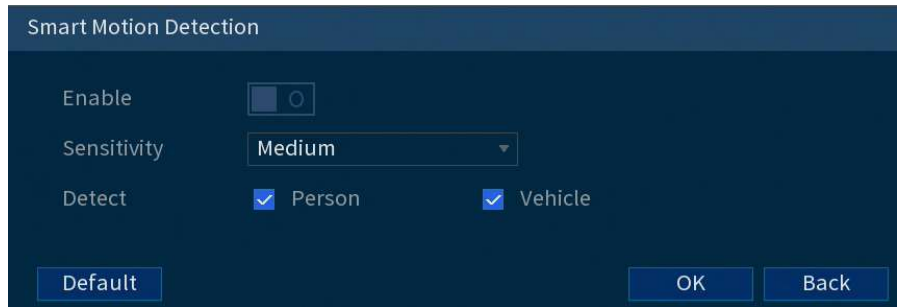 Smart Motion Detection
Enable
Sensitivity Medium
Detect Person Vehicle
Default OK Back